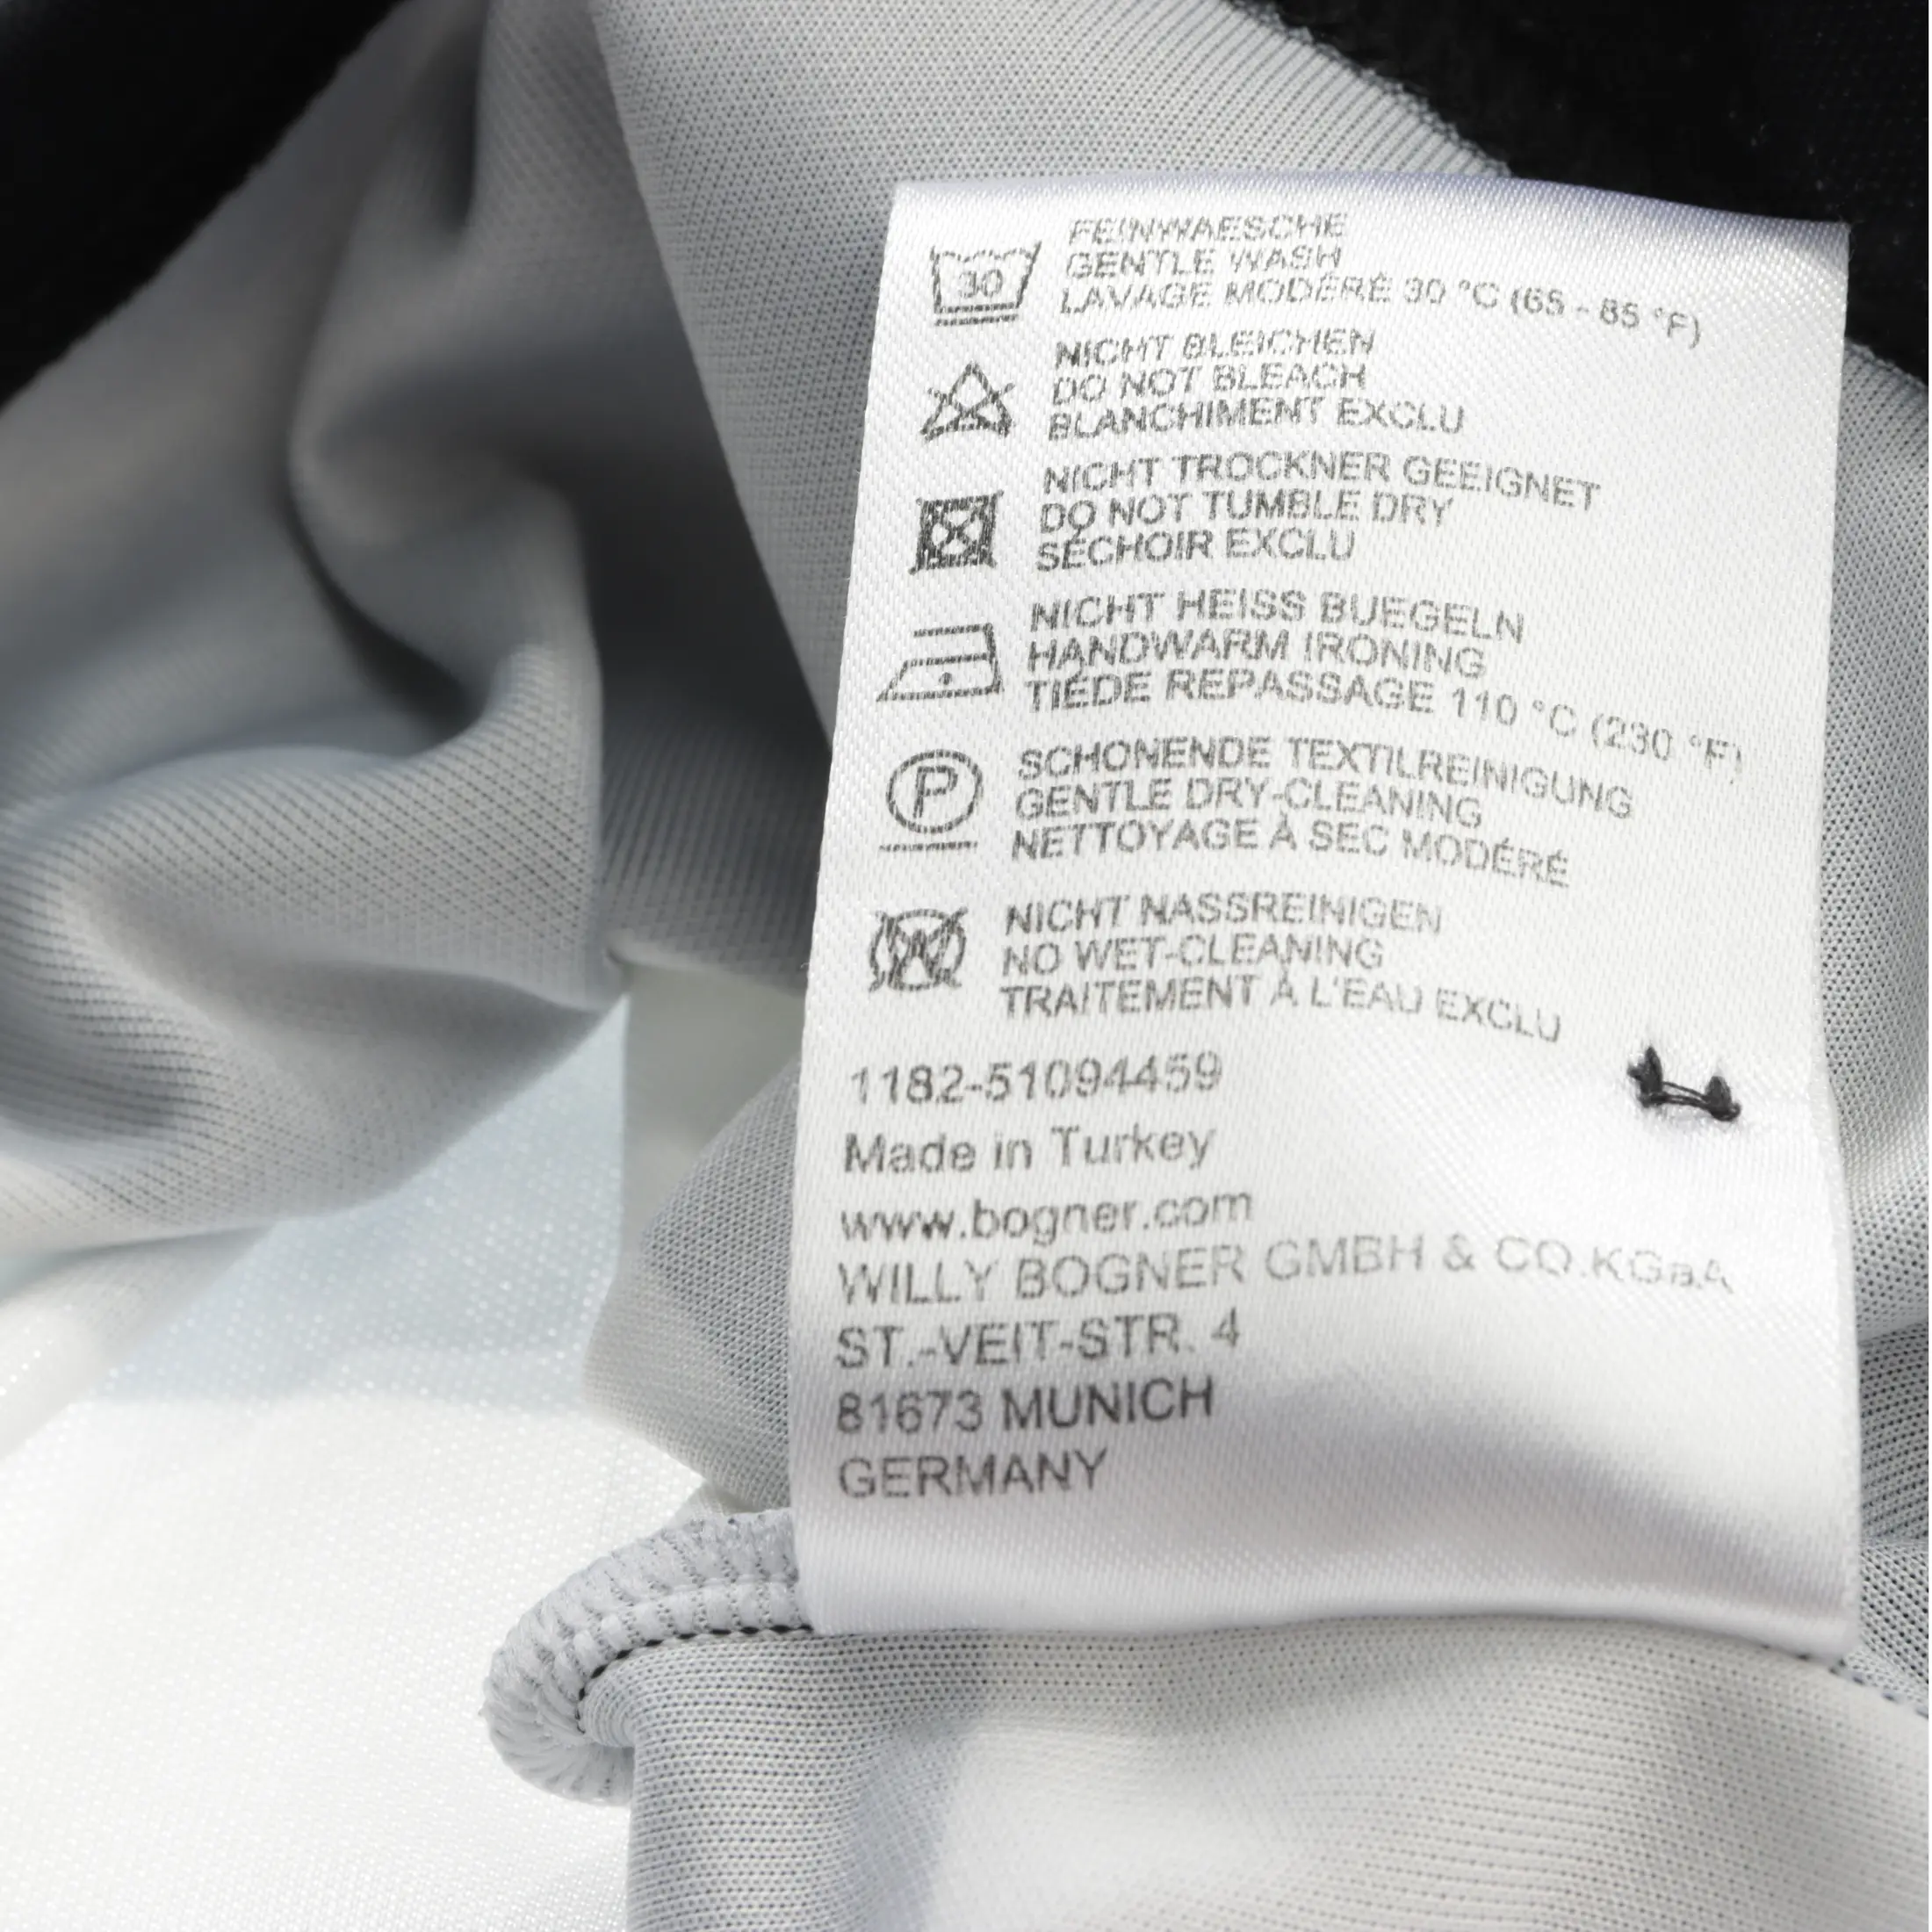 30
FEINWAESCHE
GENTLE WASH
LAVAGE MODÉRÉ 30 °C (65 - 85 °F)
NICHT BLEICHEN
DO NOT BLEACH
BLANCHIMENT EXCLU
NICHT TROCKNER GEEIGNET
DO NOT TUMBLE DRY
SÉCHOIR EXCLU
NICHT HEISS BUEGELN
HANDWARM IRONING
TIÉDE REPASSAGE 110 °C (230 °F)
P
SCHONENDE TEXTILREINIGUNG
GENTLE DRY-CLEANING
NETTOYAGE À SEC MODÉRÉ
W
NICHT NASSREINIGEN
NO WET-CLEANING
TRAITEMENT À L'EAU EXCLU
1182-51094459
Made in Turkey
www.bogner.com
WILLY BOGNER GMBH & CO.KGaA
ST.-VEIT-STR. 4
81673 MUNICH
GERMANY